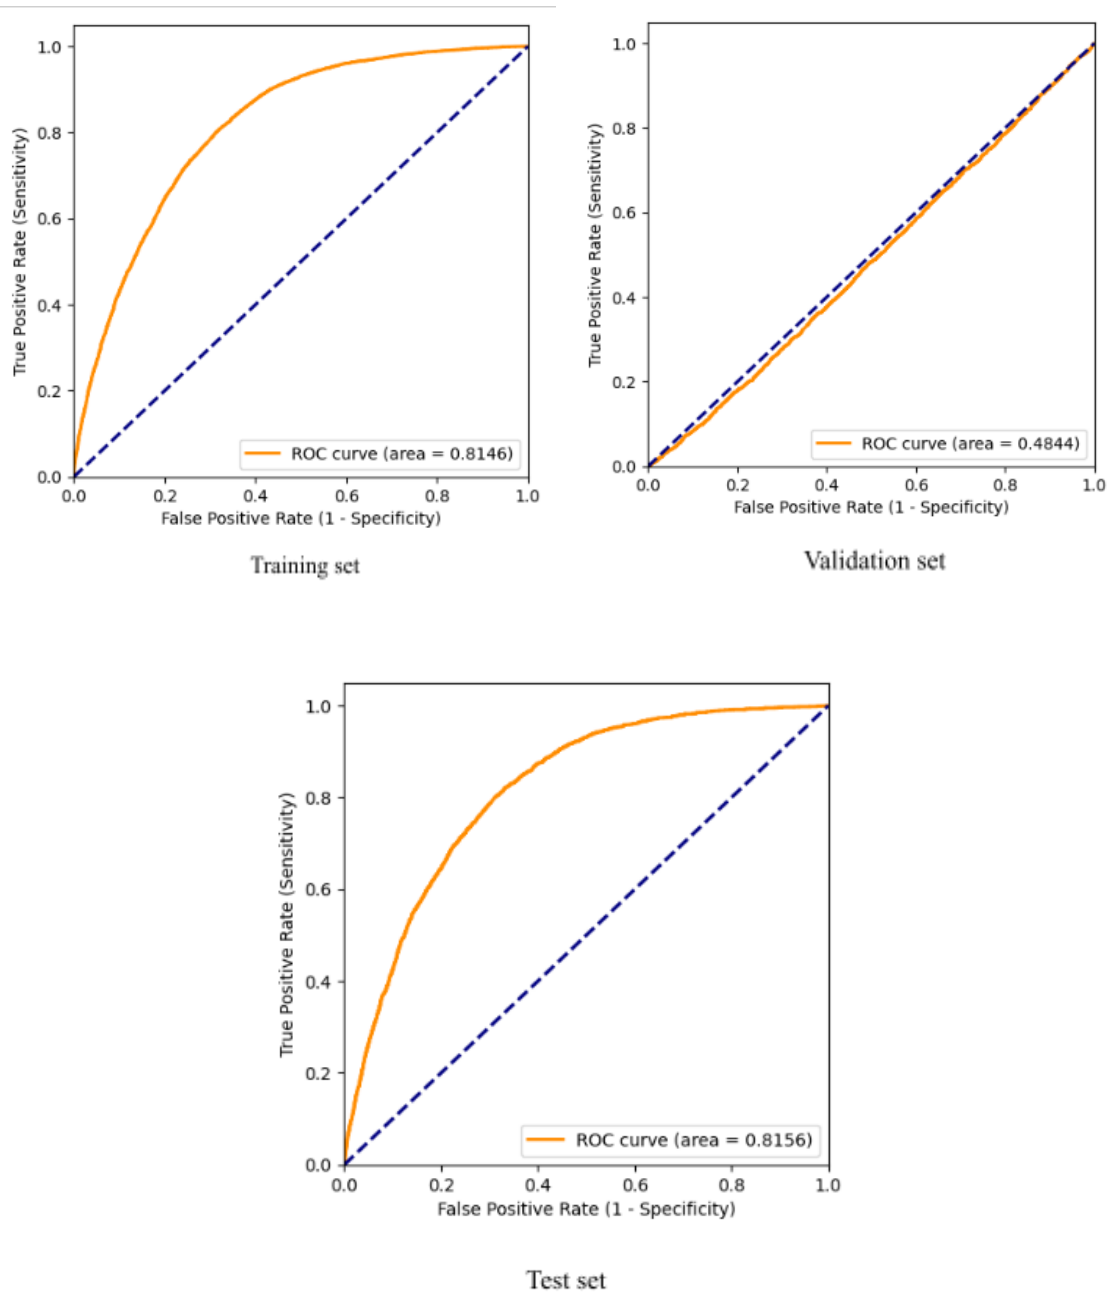 1.0
0.8
0.6
0.4
0.2
0.0
True Positive Rate (Sensitivity)
ROC curve (area = 0.8146)
0.0 0.2 0.4 0.6 0.8 1.0
False Positive Rate (1 - Specificity)
Training set
1.0
0.8
0.6
0.4
0.2
0.0
True Positive Rate (Sensitivity)
ROC curve (area = 0.4844)
0.0 0.2 0.4 0.6 0.8 1.0
False Positive Rate (1 - Specificity)
Validation set
1.0
0.8
0.6
0.4
0.2
0.0
True Positive Rate (Sensitivity)
ROC curve (area = 0.8156)
0.0 0.2 0.4 0.6 0.8 1.0
False Positive Rate (1 - Specificity)
Test set